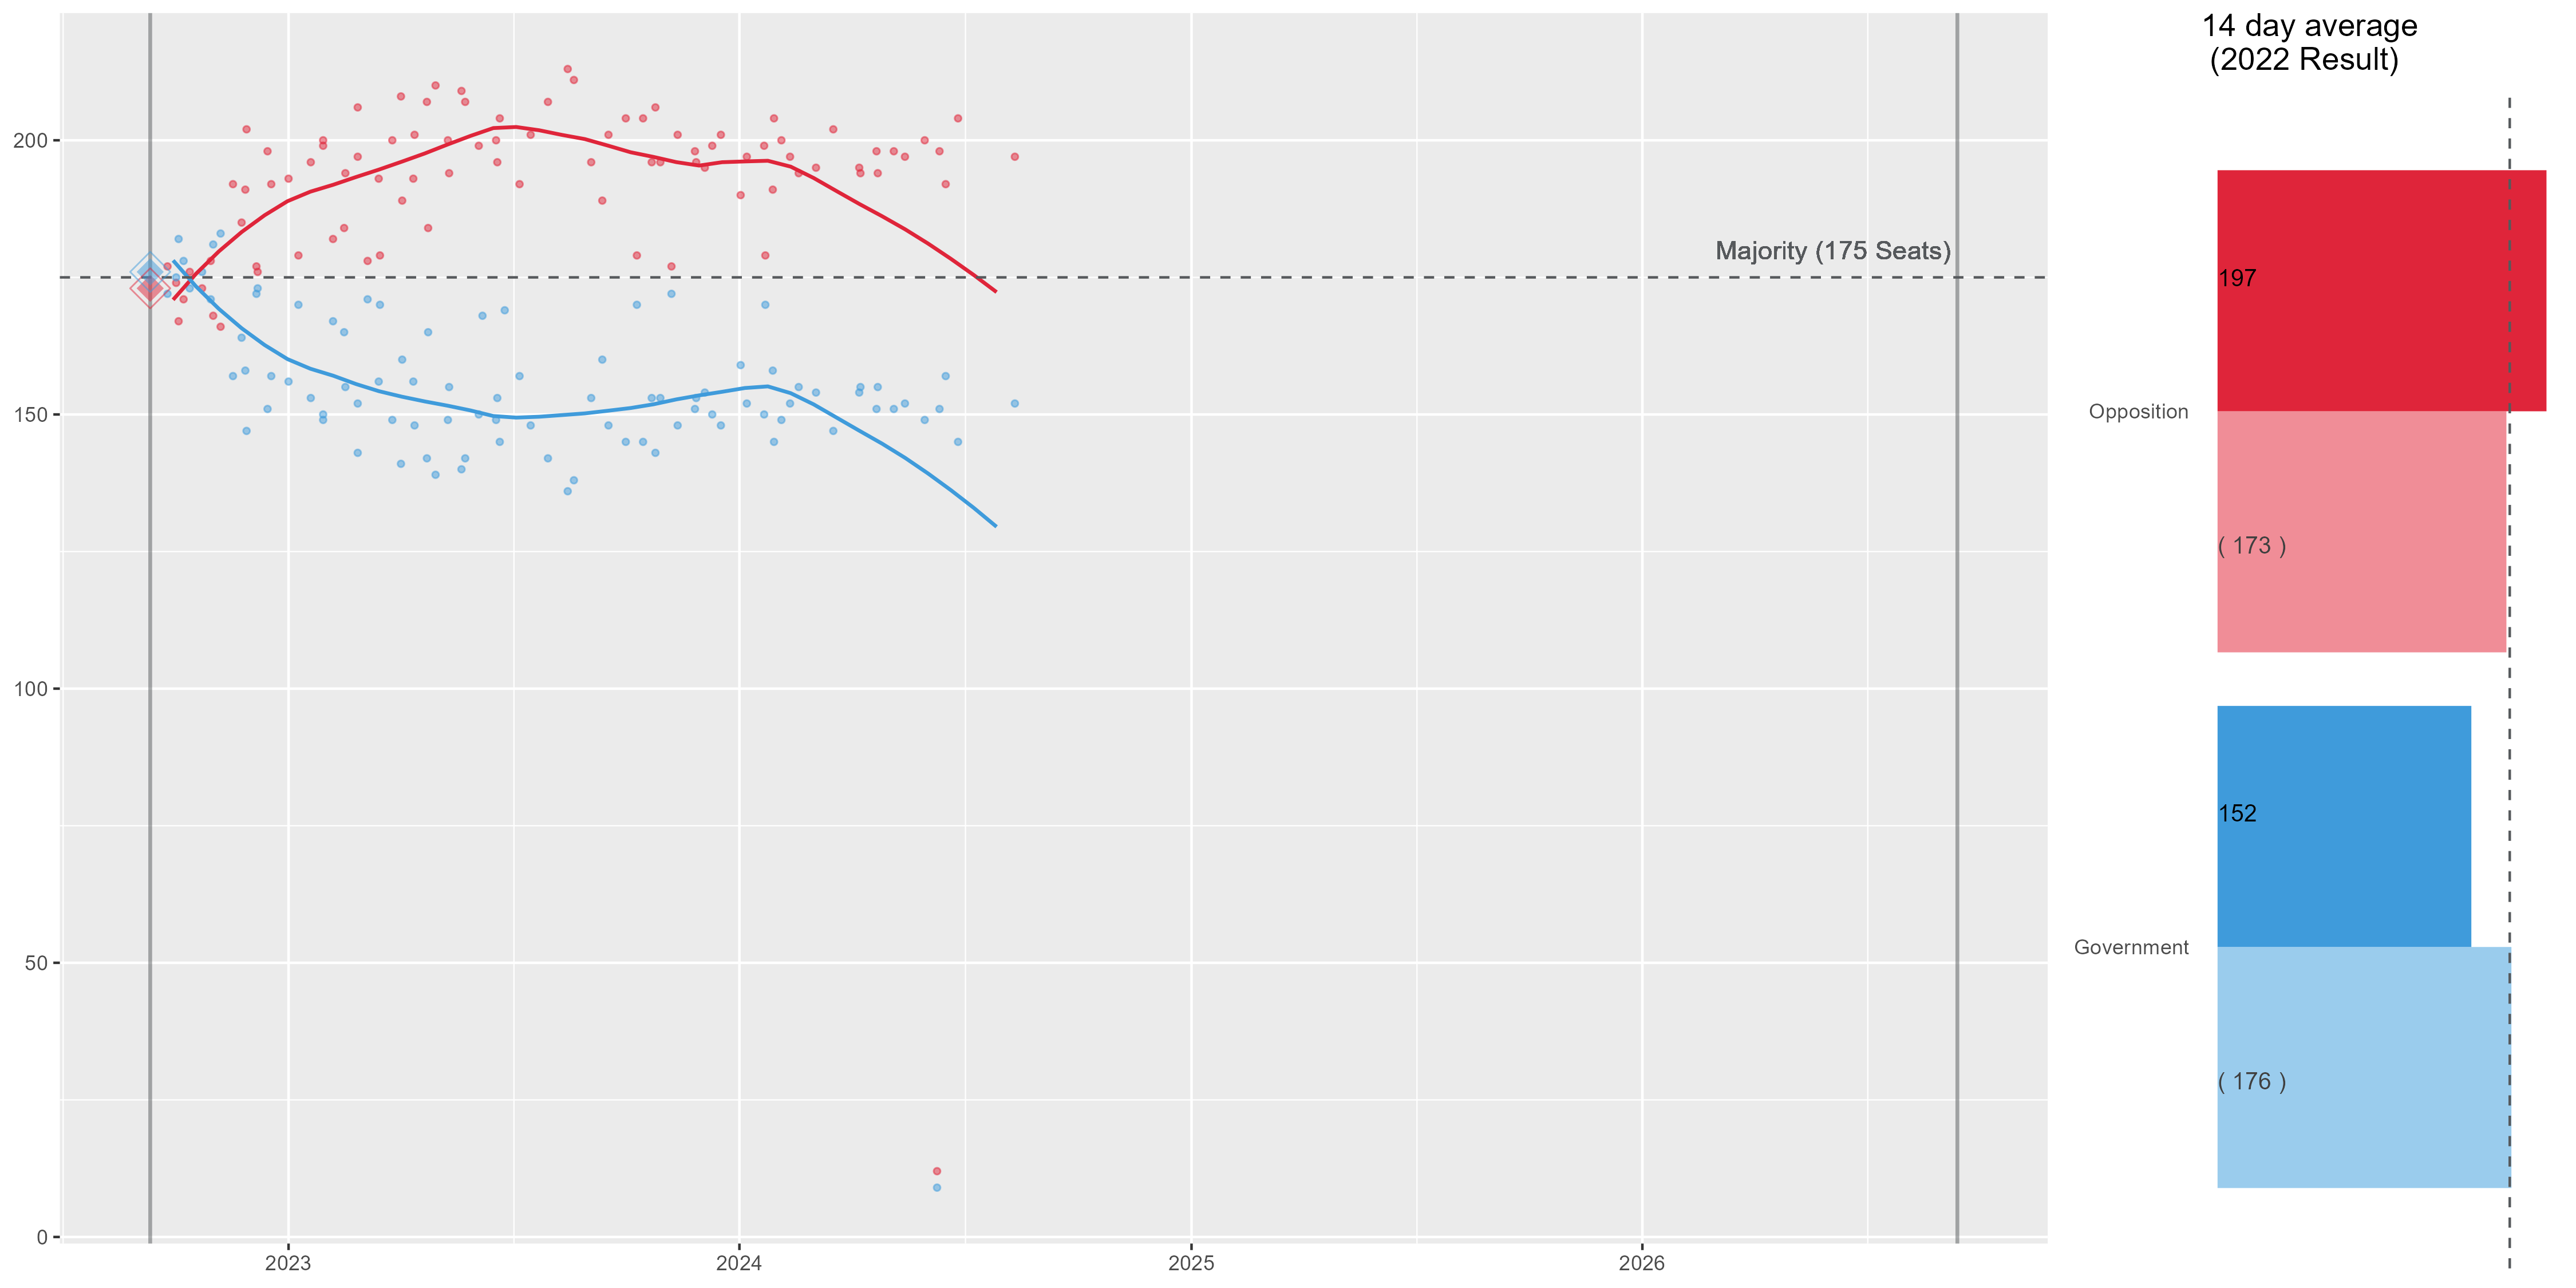 14 day average
(2022 Result)
200
150
100
50
0
2023
2024
2025
2026
Majority (175 Seats)
Opposition
197
( 173 )
Government
152
( 176 )